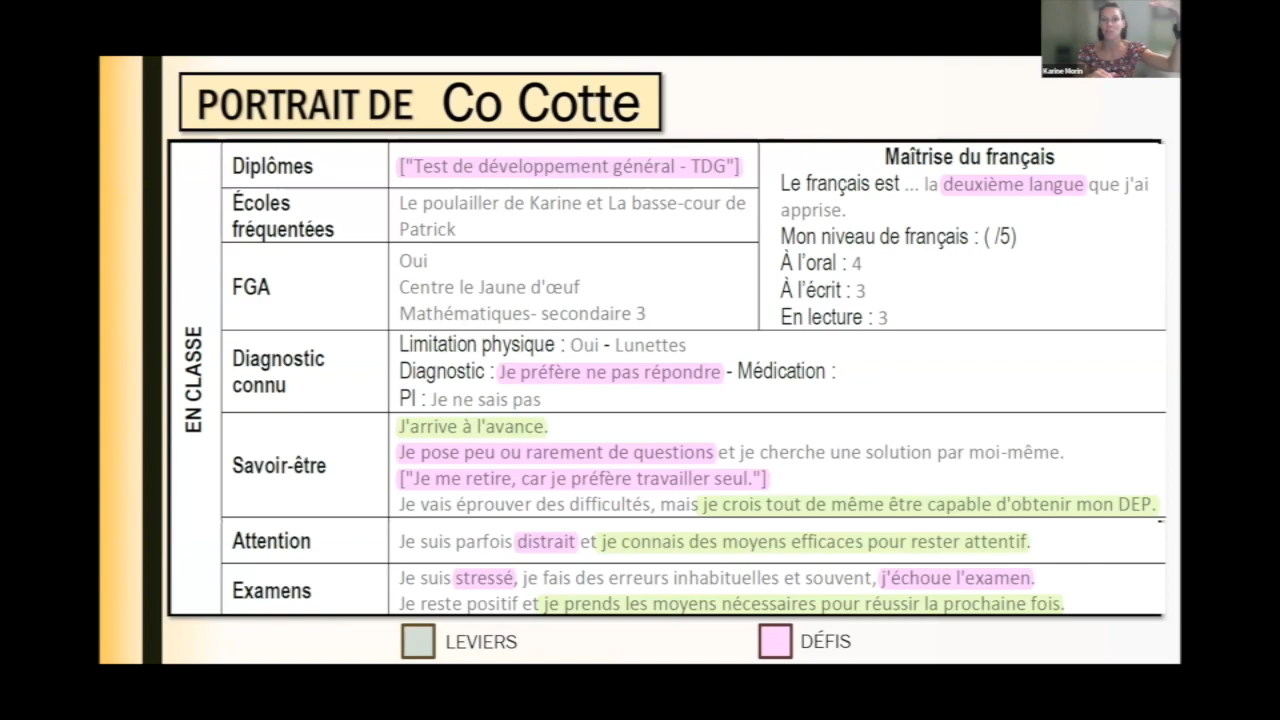 Karine Morin
PORTRAIT DE Co Cotte
EN CLASSE
Diplômes
["Test de développement général - TDG"]
Écoles
fréquentées
Le poulailler de Karine et La basse-cour de
Patrick
FGA
Oui
Centre le Jaune d'œuf
Mathématiques- secondaire 3
Maîtrise du français
Le français est ... la deuxième langue que j'ai
apprise.
Mon niveau de français : ( /5)
À l'oral : 4
À l'écrit : 3
En lecture : 3
Diagnostic
connu
Limitation physique : Oui - Lunettes
Diagnostic : Je préfère ne pas répondre - Médication :
PI : Je ne sais pas
Savoir-être
J'arrive à l'avance.
Je pose peu ou rarement de questions et je cherche une solution par moi-même.
["Je me retire, car je préfère travailler seul."]
Je vais éprouver des difficultés, mais je crois tout de même être capable d'obtenir mon DEP.
Attention
Je suis parfois distrait et je connais des moyens efficaces pour rester attentif.
Examens
Je suis stressé, je fais des erreurs inhabituelles et souvent, j'échoue l'examen.
Je reste positif et je prends les moyens nécessaires pour réussir la prochaine fois.
LEVIERS
DÉFIS